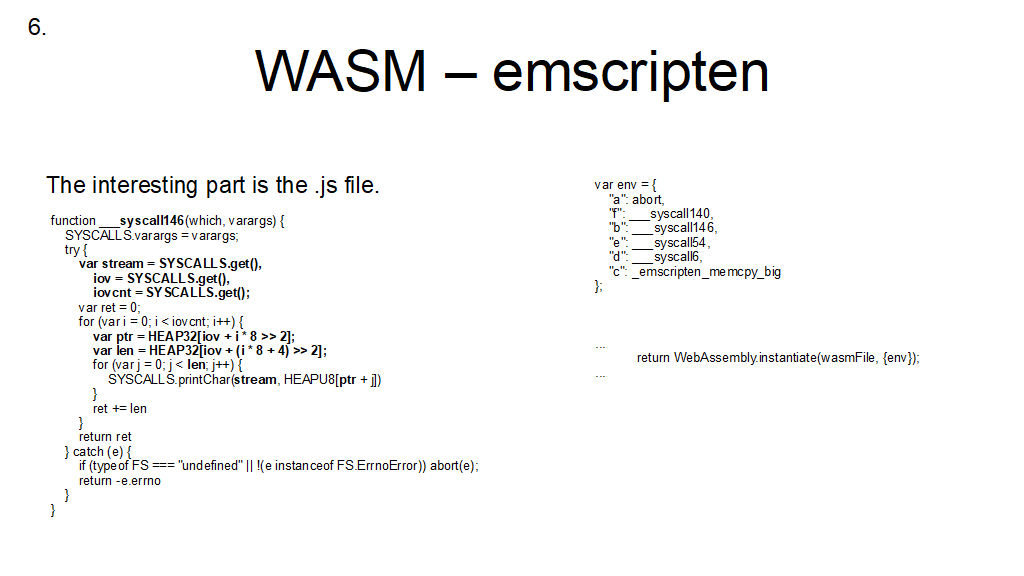 6.
WASM – emscripten
The interesting part is the .js file.
function ___syscall146(which, varargs) {
SYSCALLS.varargs = varargs;
try {
var stream = SYSCALLS.get(),
iov = SYSCALLS.get(),
iovcnt = SYSCALLS.get();
var ret = 0;
for (var i = 0; i < iovcnt; i++) {
var ptr = HEAP32[iov + i * 8 >> 2];
var len = HEAP32[iov + (i * 8 + 4) >> 2];
for (var j = 0; j < len; j++) {
SYSCALLS.printChar(stream, HEAPU8[ptr + j])
}
ret += len
}
return ret
} catch (e) {
if (typeof FS === "undefined" || !(e instanceof FS.ErrnoError)) abort(e);
return -e.errno
}
}
var env = {
"a": abort,
"f": ___syscall140,
"b": ___syscall146,
"e": ___syscall54,
"d": ___syscall6,
"c": _emscripten_memcpy_big
};
...
return WebAssembly.instantiate(wasmFile, {env});
...